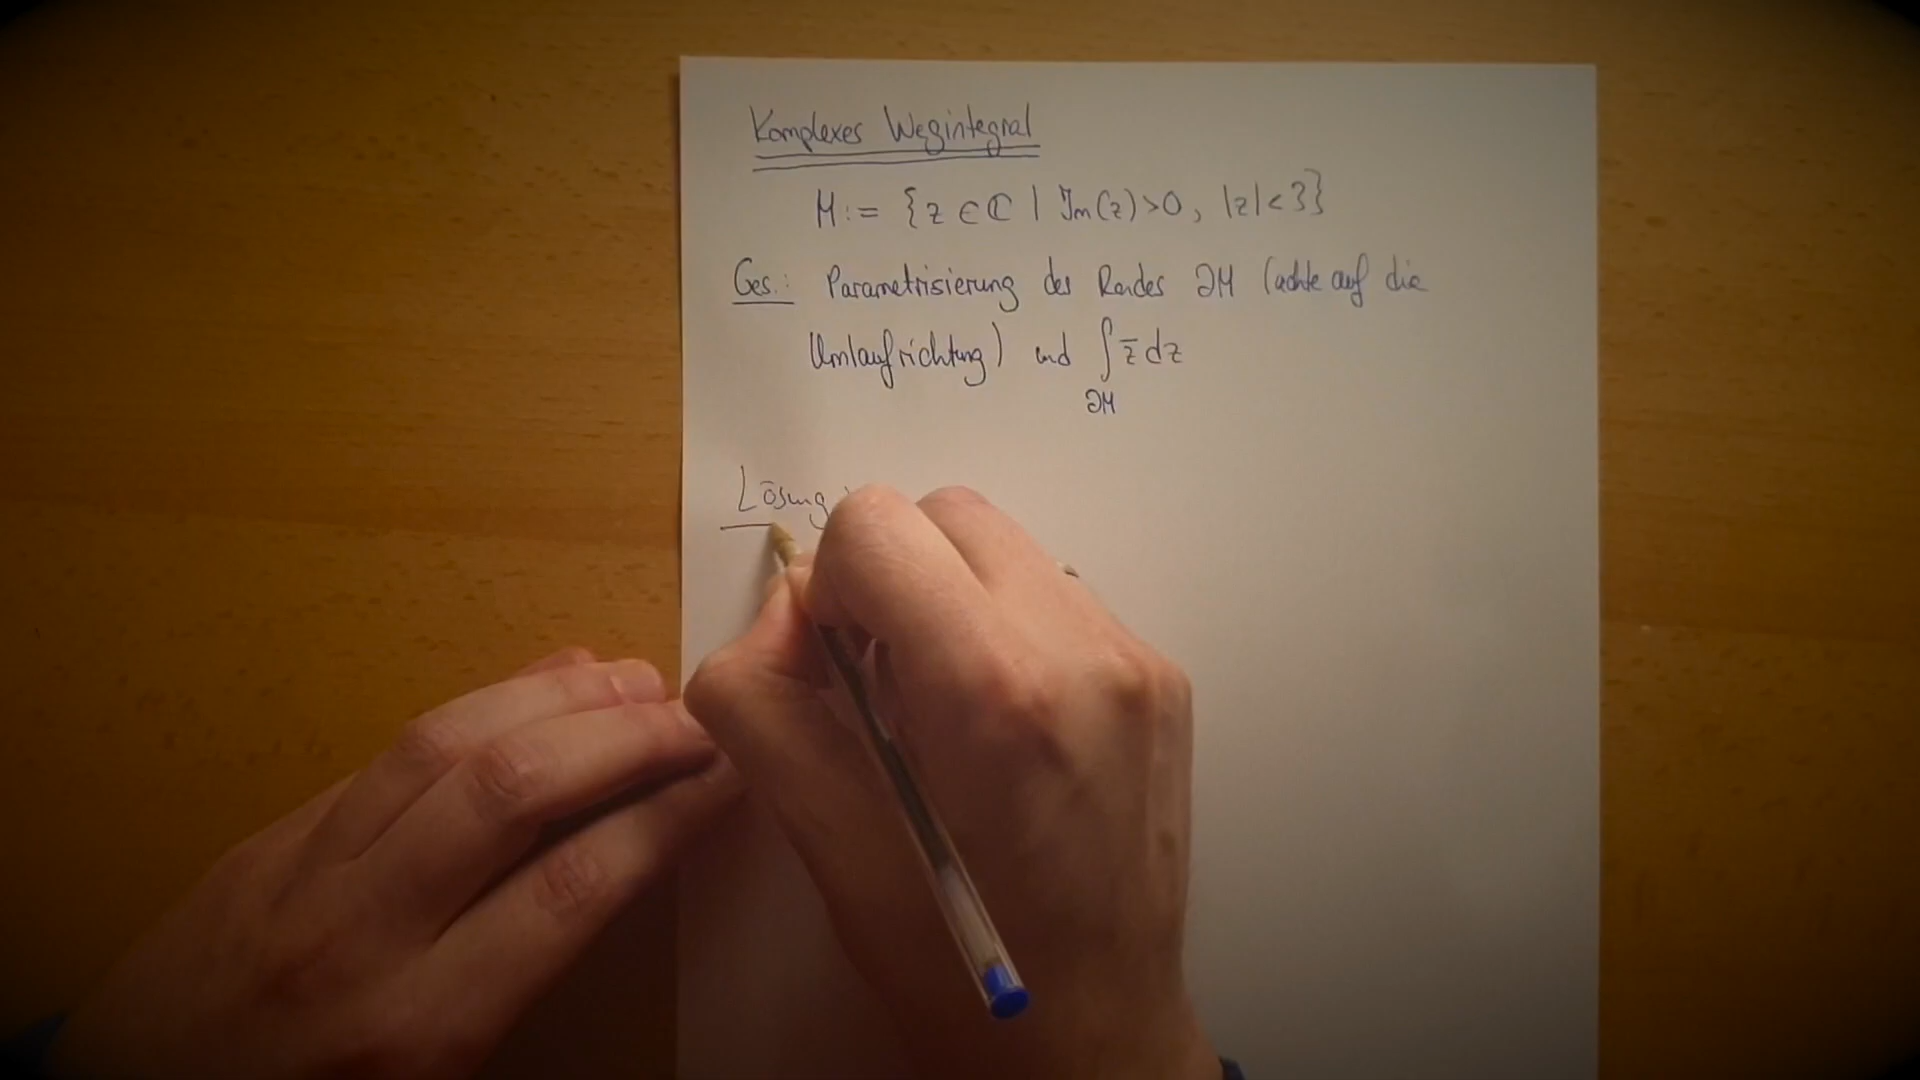 Komplexes Wegintegral
M := {z ∈ ℂ | Im(z)>0, |z|<3}
Ges.: Parametrisierung des Randes ∂M (achte auf die
Umlaufrichtung) und ∫ z̄ dz
∂M
Lösung